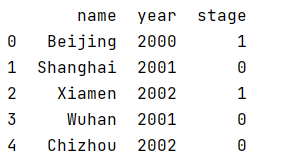 name year stage
0 Beijing 2000 1
1 Shanghai 2001 0
2 Xiamen 2002 1
3 Wuhan 2001 0
4 Chizhou 2002 0